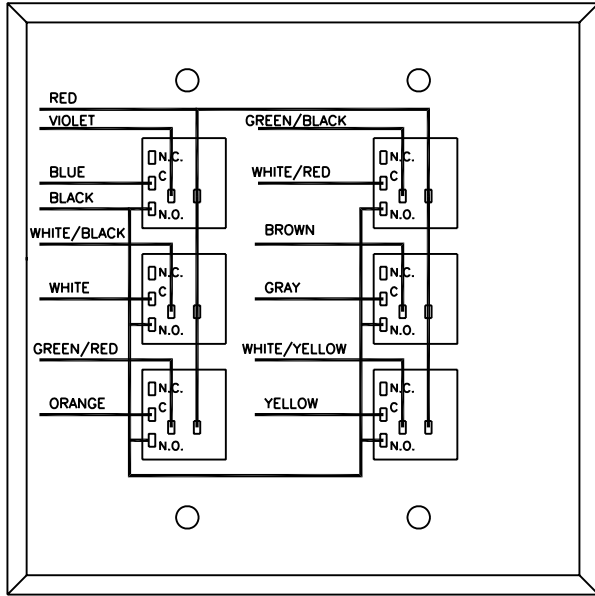 RED
VIOLET
GREEN/BLACK
N.C.
N.C.
BLUE
C
WHITE/RED
C
BLACK
N.O.
N.O.
WHITE/BLACK
BROWN
N.C.
N.C.
WHITE
C
GRAY
C
N.O.
N.O.
GREEN/RED
WHITE/YELLOW
N.C.
N.C.
ORANGE
C
YELLOW
C
N.O.
N.O.